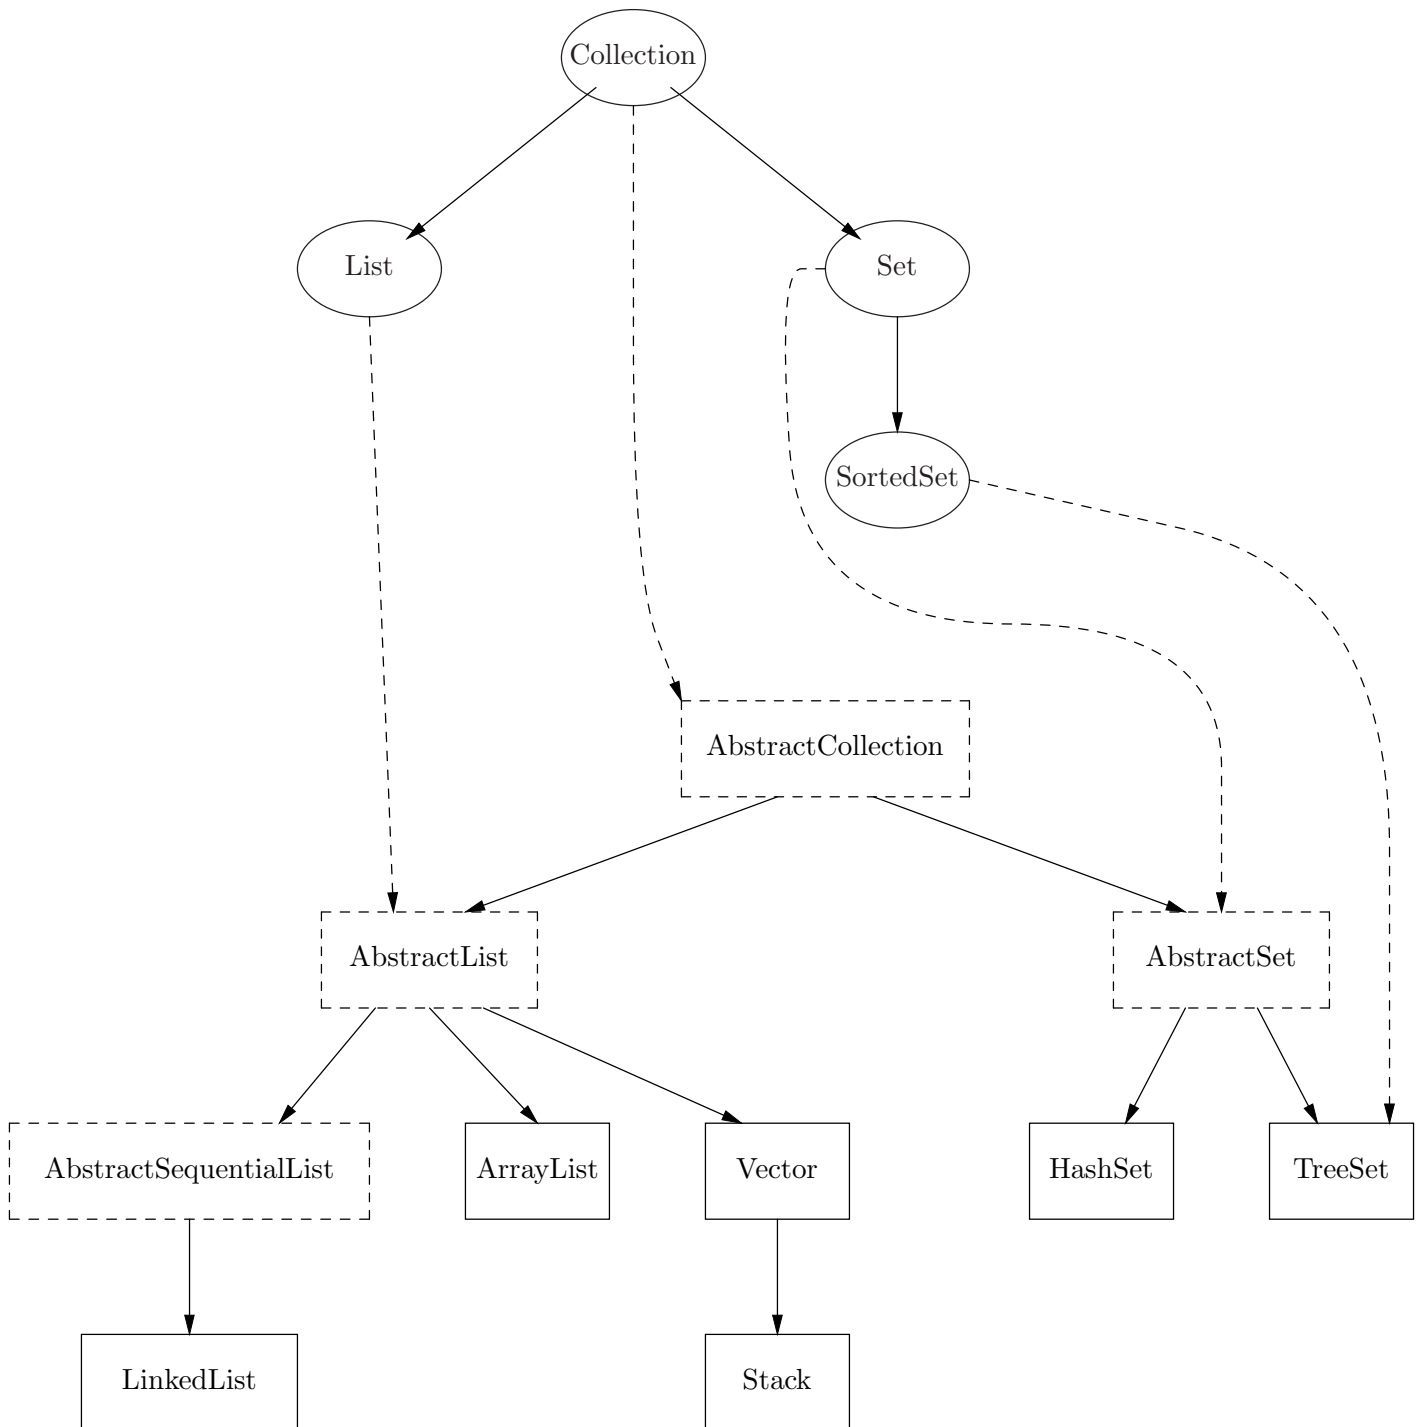 Collection
List
Set
SortedSet
AbstractCollection
AbstractList
AbstractSet
AbstractSequentialList
ArrayList
Vector
HashSet
TreeSet
LinkedList
Stack